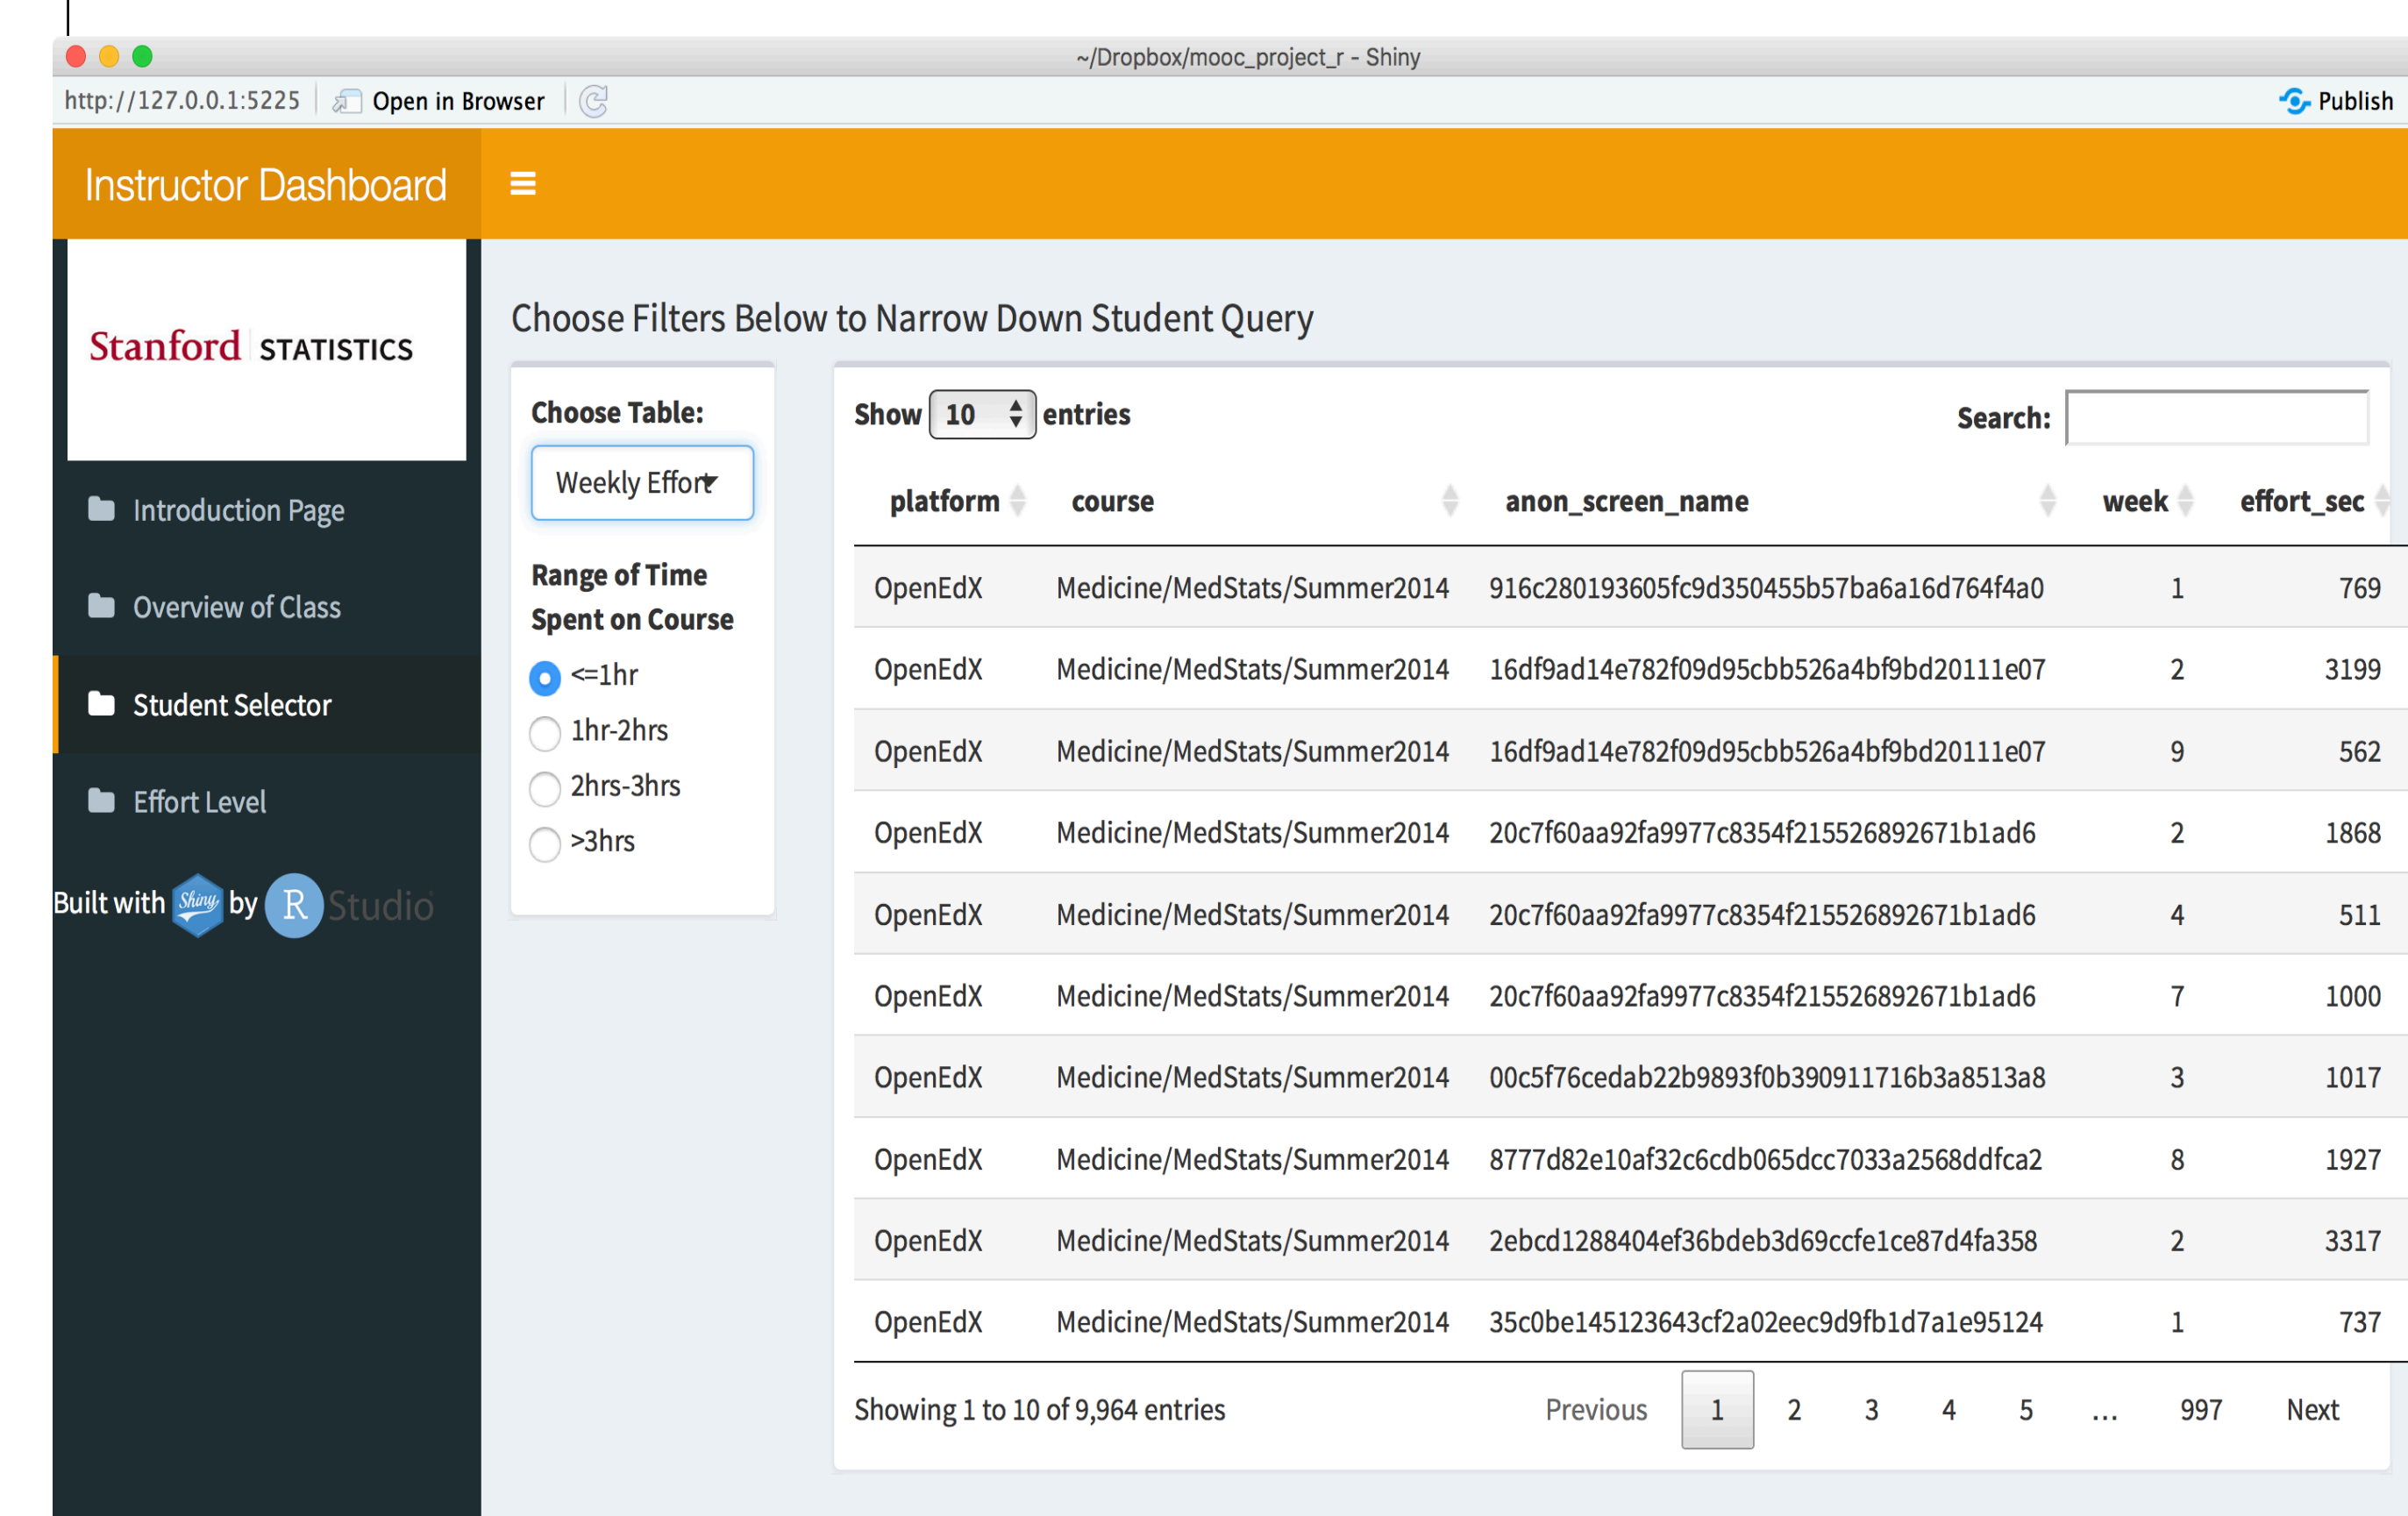 ~/Dropbox/mooc_project_r - Shiny
http://127.0.0.1:5225 Open in Browser Publish
Instructor Dashboard
Stanford STATISTICS
Introduction Page
Overview of Class
Student Selector
Effort Level
Built with Shiny by R Studio
Choose Filters Below to Narrow Down Student Query
Choose Table:
Weekly Effort
Range of Time
Spent on Course
<=1hr
1hr-2hrs
2hrs-3hrs
>3hrs
Show 10 entries Search:
platform course anon_screen_name week effort_sec
OpenEdX Medicine/MedStats/Summer2014 916c280193605fc9d350455b57ba6a16d764f4a0 1 769
OpenEdX Medicine/MedStats/Summer2014 16df9ad14e782f09d95cbb526a4bf9bd20111e07 2 3199
OpenEdX Medicine/MedStats/Summer2014 16df9ad14e782f09d95cbb526a4bf9bd20111e07 9 562
OpenEdX Medicine/MedStats/Summer2014 20c7f60aa92fa9977c8354f215526892671b1ad6 2 1868
OpenEdX Medicine/MedStats/Summer2014 20c7f60aa92fa9977c8354f215526892671b1ad6 4 511
OpenEdX Medicine/MedStats/Summer2014 20c7f60aa92fa9977c8354f215526892671b1ad6 7 1000
OpenEdX Medicine/MedStats/Summer2014 00c5f76cedab22b9893f0b390911716b3a8513a8 3 1017
OpenEdX Medicine/MedStats/Summer2014 8777d82e10af32c6cdb065dcc7033a2568ddfca2 8 1927
OpenEdX Medicine/MedStats/Summer2014 2ebcd1288404ef36bdeb3d69ccfe1ce87d4fa358 2 3317
OpenEdX Medicine/MedStats/Summer2014 35c0be145123643cf2a02eec9d9fb1d7a1e95124 1 737
Showing 1 to 10 of 9,964 entries Previous 1 2 3 4 5 ... 997 Next